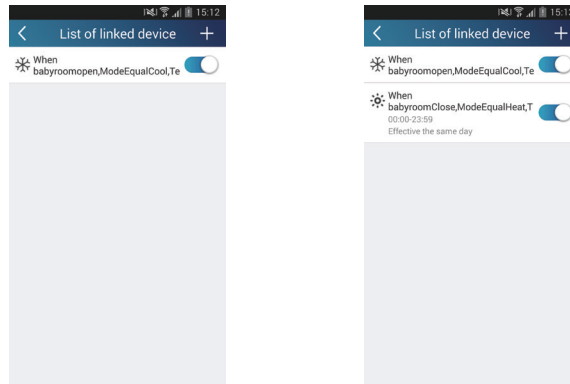 15:12
List of linked device
When
babyroomopen,ModeEqualCool,Te
15:12
List of linked device
When
babyroomopen,ModeEqualCool,Te
When
babyroomClose,ModeEqualHeat,T
00:00-23:59
Effective the same day